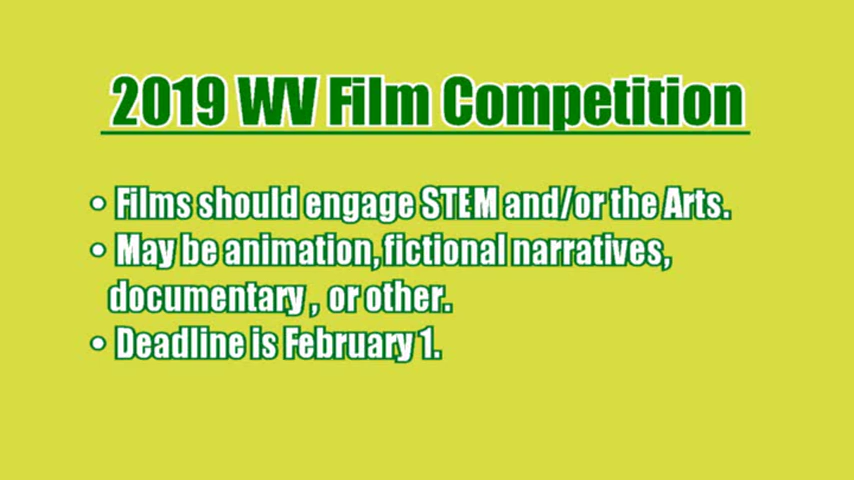 2019 WV Film Competition
• Films should engage STEM and/or the Arts.
• May be animation, fictional narratives,
documentary , or other.
• Deadline is February 1.